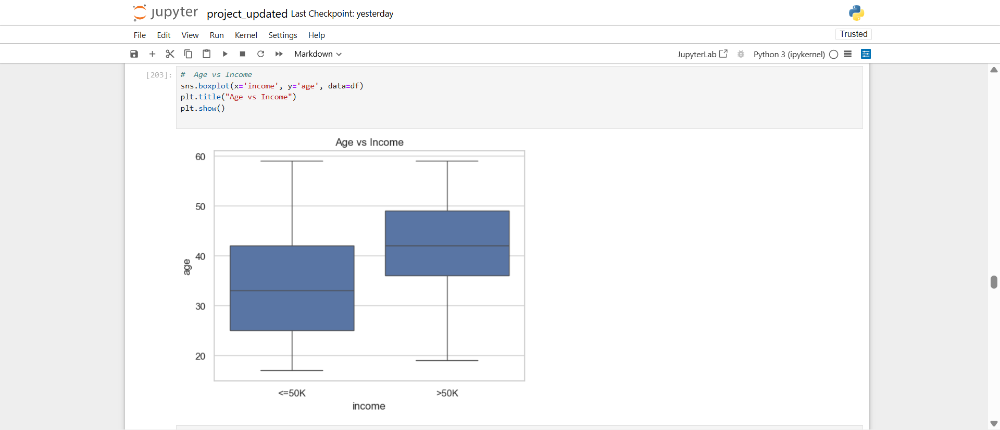 jupyter project_updated Last Checkpoint: yesterday
File Edit View Run Kernel Settings Help
Trusted
Markdown
JupyterLab
Python 3 (ipykernel)
[203]:
#  Age vs Income
sns.boxplot(x='income', y='age', data=df)
plt.title("Age vs Income")
plt.show()
Age vs Income
60
50
40
30
20
age
<=50K >50K
income